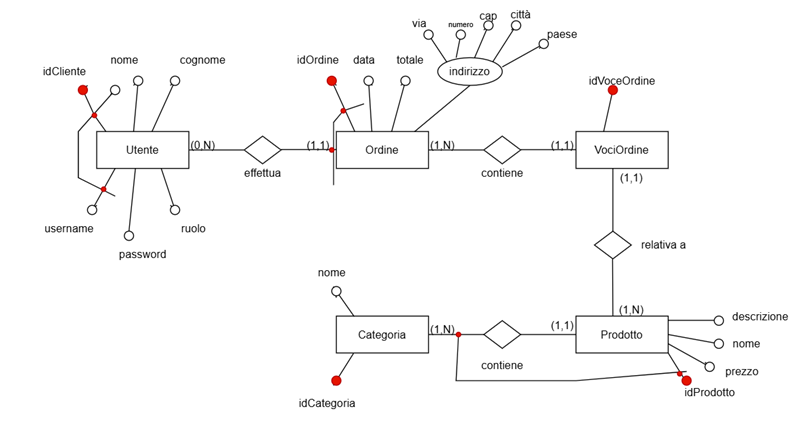 via
numero
cap
città
paese
nome
cognome
idCliente
idOrdine
data
totale
indirizzo
idVoceOrdine
Utente
(0,N)
effettua
(1,1)
Ordine
(1,N)
contiene
(1,1)
VociOrdine
(1,1)
username
password
ruolo
relativa a
nome
Categoria
(1,N)
contiene
(1,1)
(1,N)
Prodotto
descrizione
nome
prezzo
idProdotto
idCategoria